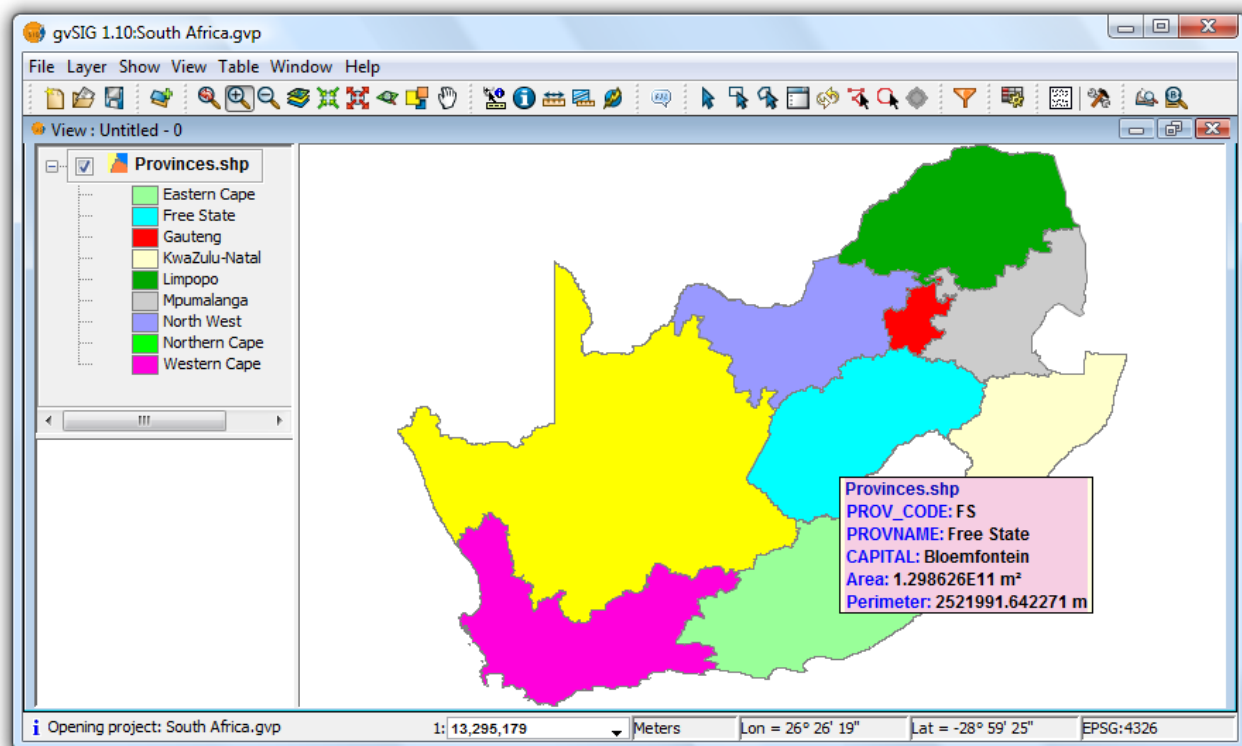 gvSIG 1.10:South Africa.gvp
File Layer Show View Table Window Help
View : Untitled - 0
Provinces.shp
Eastern Cape
Free State
Gauteng
KwaZulu-Natal
Limpopo
Mpumalanga
North West
Northern Cape
Western Cape
Provinces.shp
PROV_CODE: FS
PROVNAME: Free State
CAPITAL: Bloemfontein
Area: 1.298626E11 m²
Perimeter: 2521991.642271 m
Opening project: South Africa.gvp 1: 13,295,179 Meters Lon = 26° 26' 19" Lat = -28° 59' 25" EPSG:4326